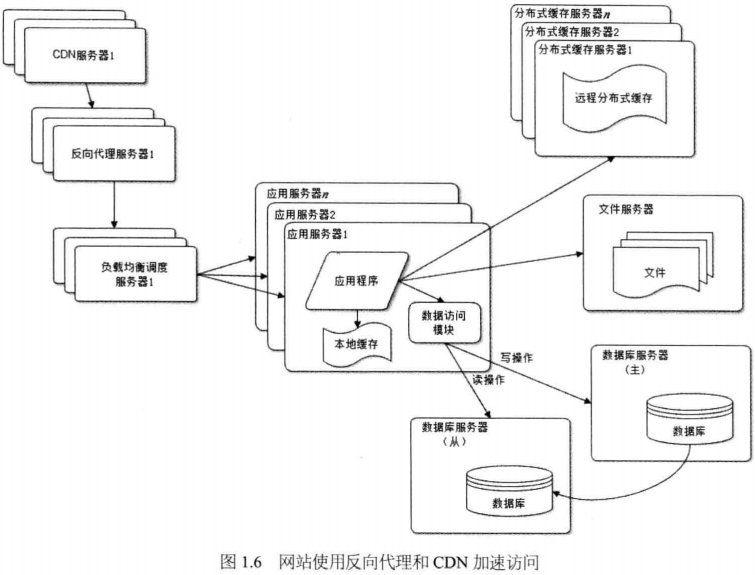 CDN服务器1
反向代理服务器1
负载均衡调度
服务器1
应用服务器n
应用服务器2
应用服务器1
应用程序
本地缓存
数据访问
模块
分布式缓存服务器n
分布式缓存服务器2
分布式缓存服务器1
远程分布式缓存
文件服务器
文件
写操作
读操作
数据库服务器
（主）
数据库
数据库服务器
（从）
数据库
图 1.6 网站使用反向代理和 CDN 加速访问